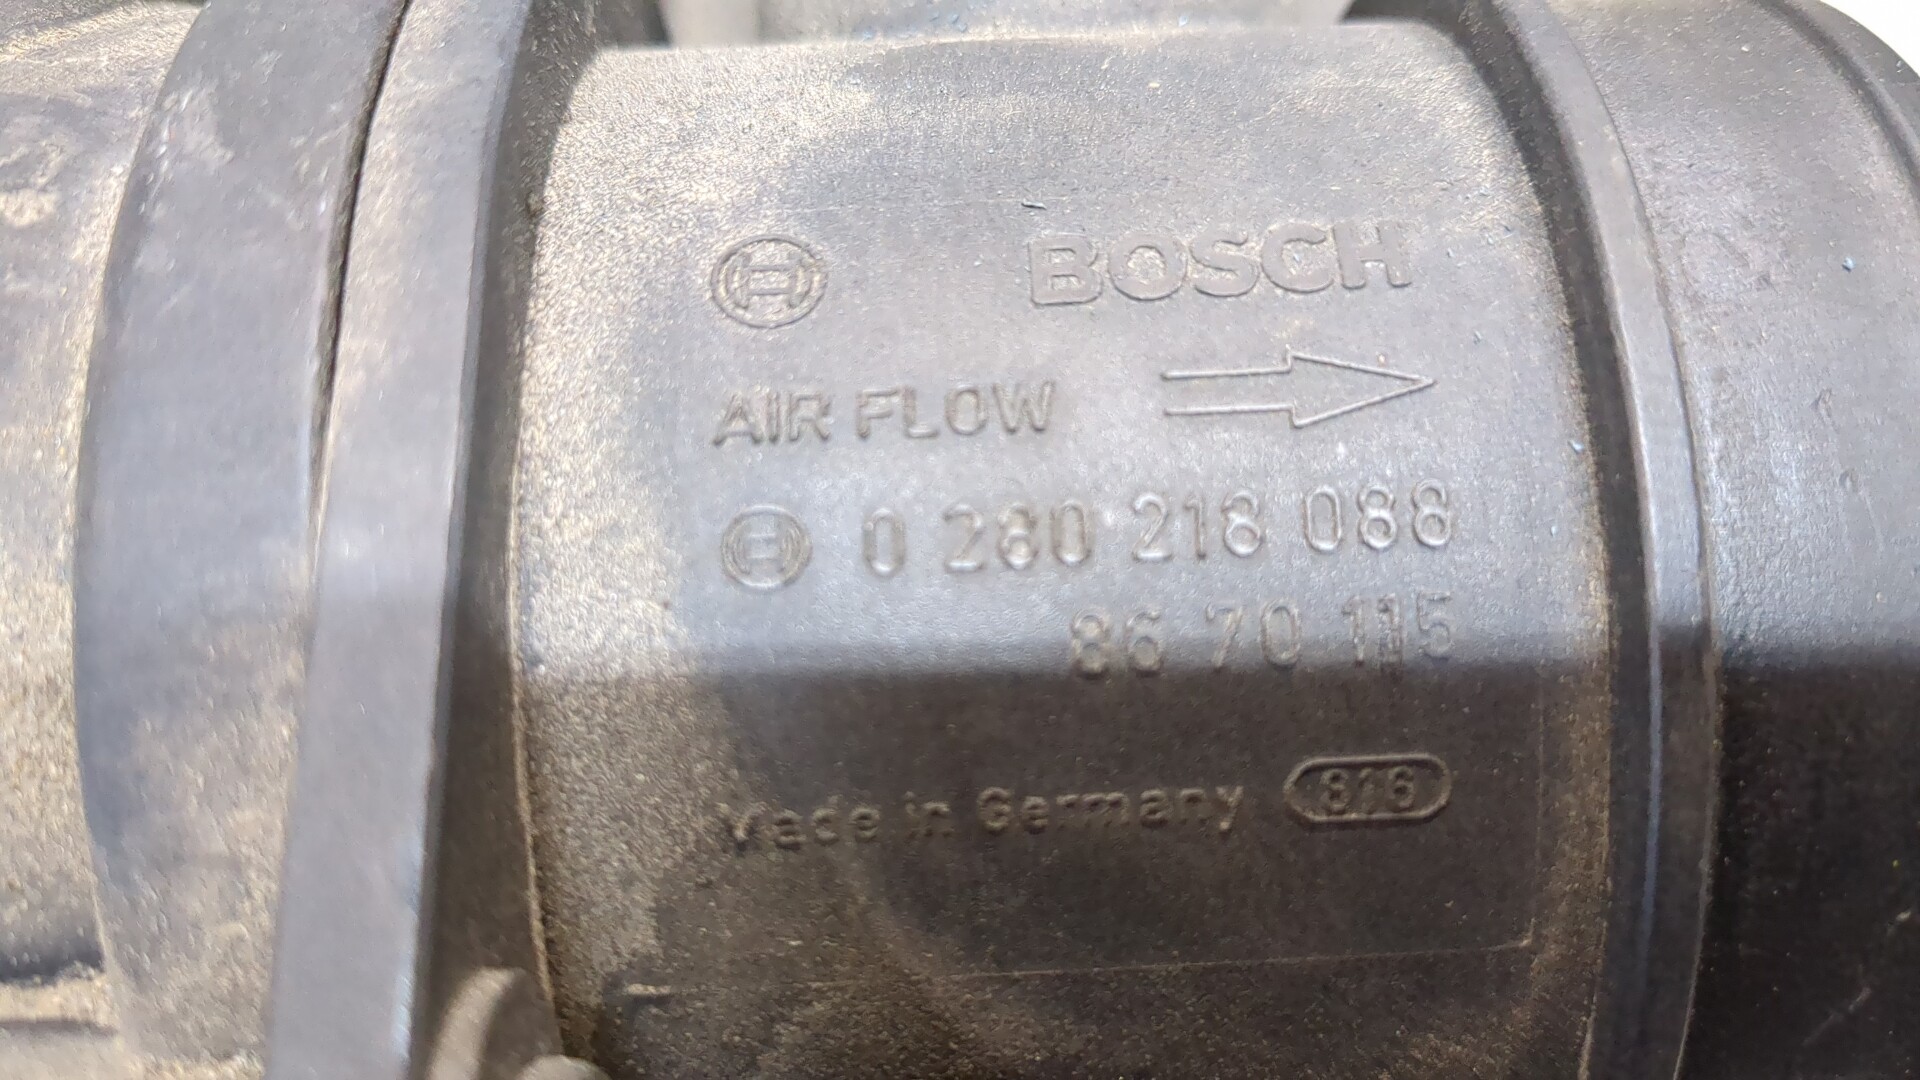 BOSCH
AIR FLOW
0 280 218 088
86 70 115
Made in Germany 816